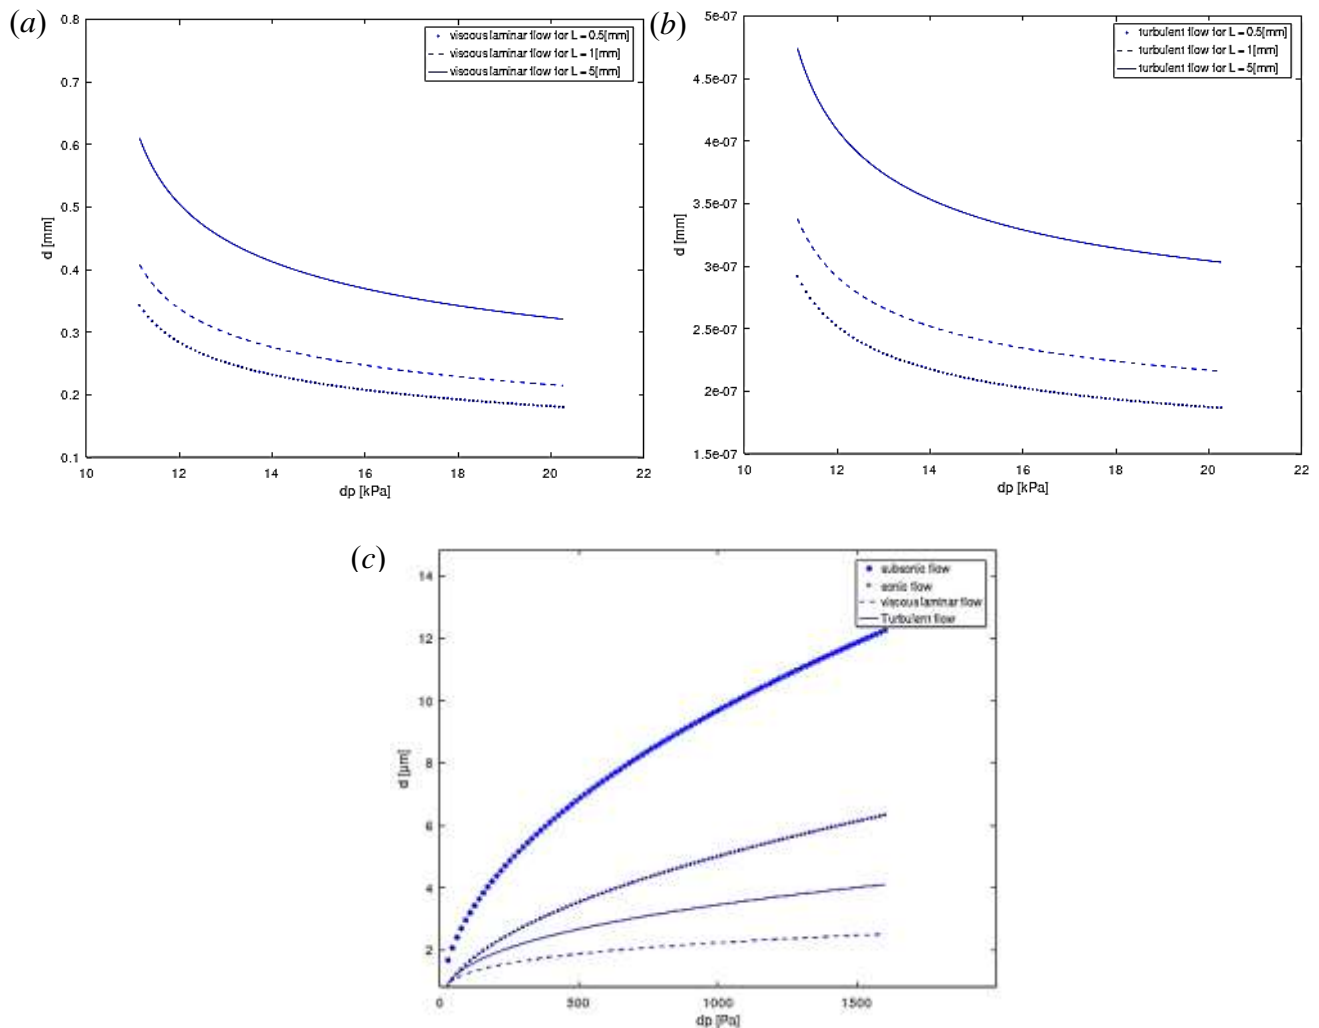 (a)
0.8
0.7
0.6
0.5
0.4
0.3
0.2
0.1
d [mm]
viscous laminar flow for L = 0.5[mm]
viscous laminar flow for L = 1[mm]
viscous laminar flow for L = 5[mm]
10 12 14 16 18 20 22
dp [kPa]
(b)
5e-07
4.5e-07
4e-07
3.5e-07
3e-07
2.5e-07
2e-07
1.5e-07
d [mm]
turbulent flow for L = 0.5[mm]
turbulent flow for L = 1[mm]
turbulent flow for L = 5[mm]
10 12 14 16 18 20 22
dp [kPa]
(c)
14
12
10
8
6
4
2
d [µm]
subsonic flow
sonic flow
viscous laminar flow
Turbulent flow
0 500 1000 1500
dp [Pa]